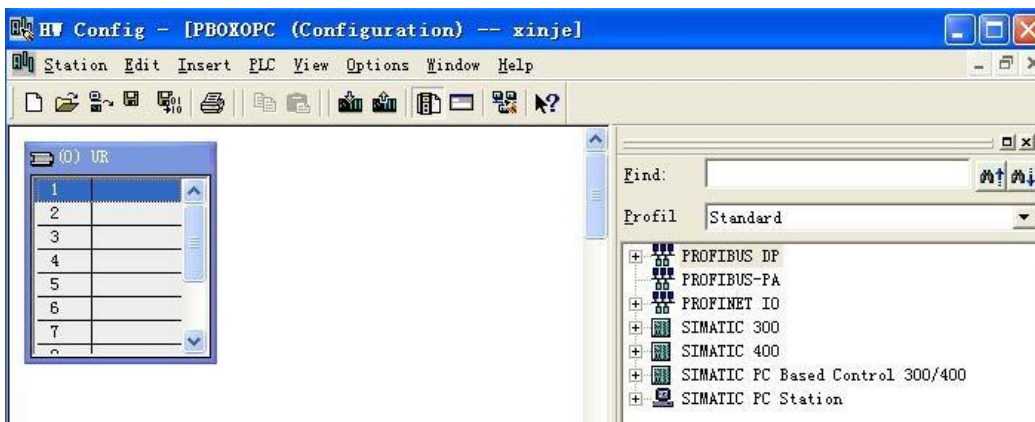 HW Config - [PBOXOPC (Configuration) -- xinje]
Station Edit Insert PLC View Options Window Help
(0) UR
1
2
3
4
5
6
7
Find:
Profil Standard
PROFIBUS DP
PROFIBUS-PA
PROFINET IO
SIMATIC 300
SIMATIC 400
SIMATIC PC Based Control 300/400
SIMATIC PC Station